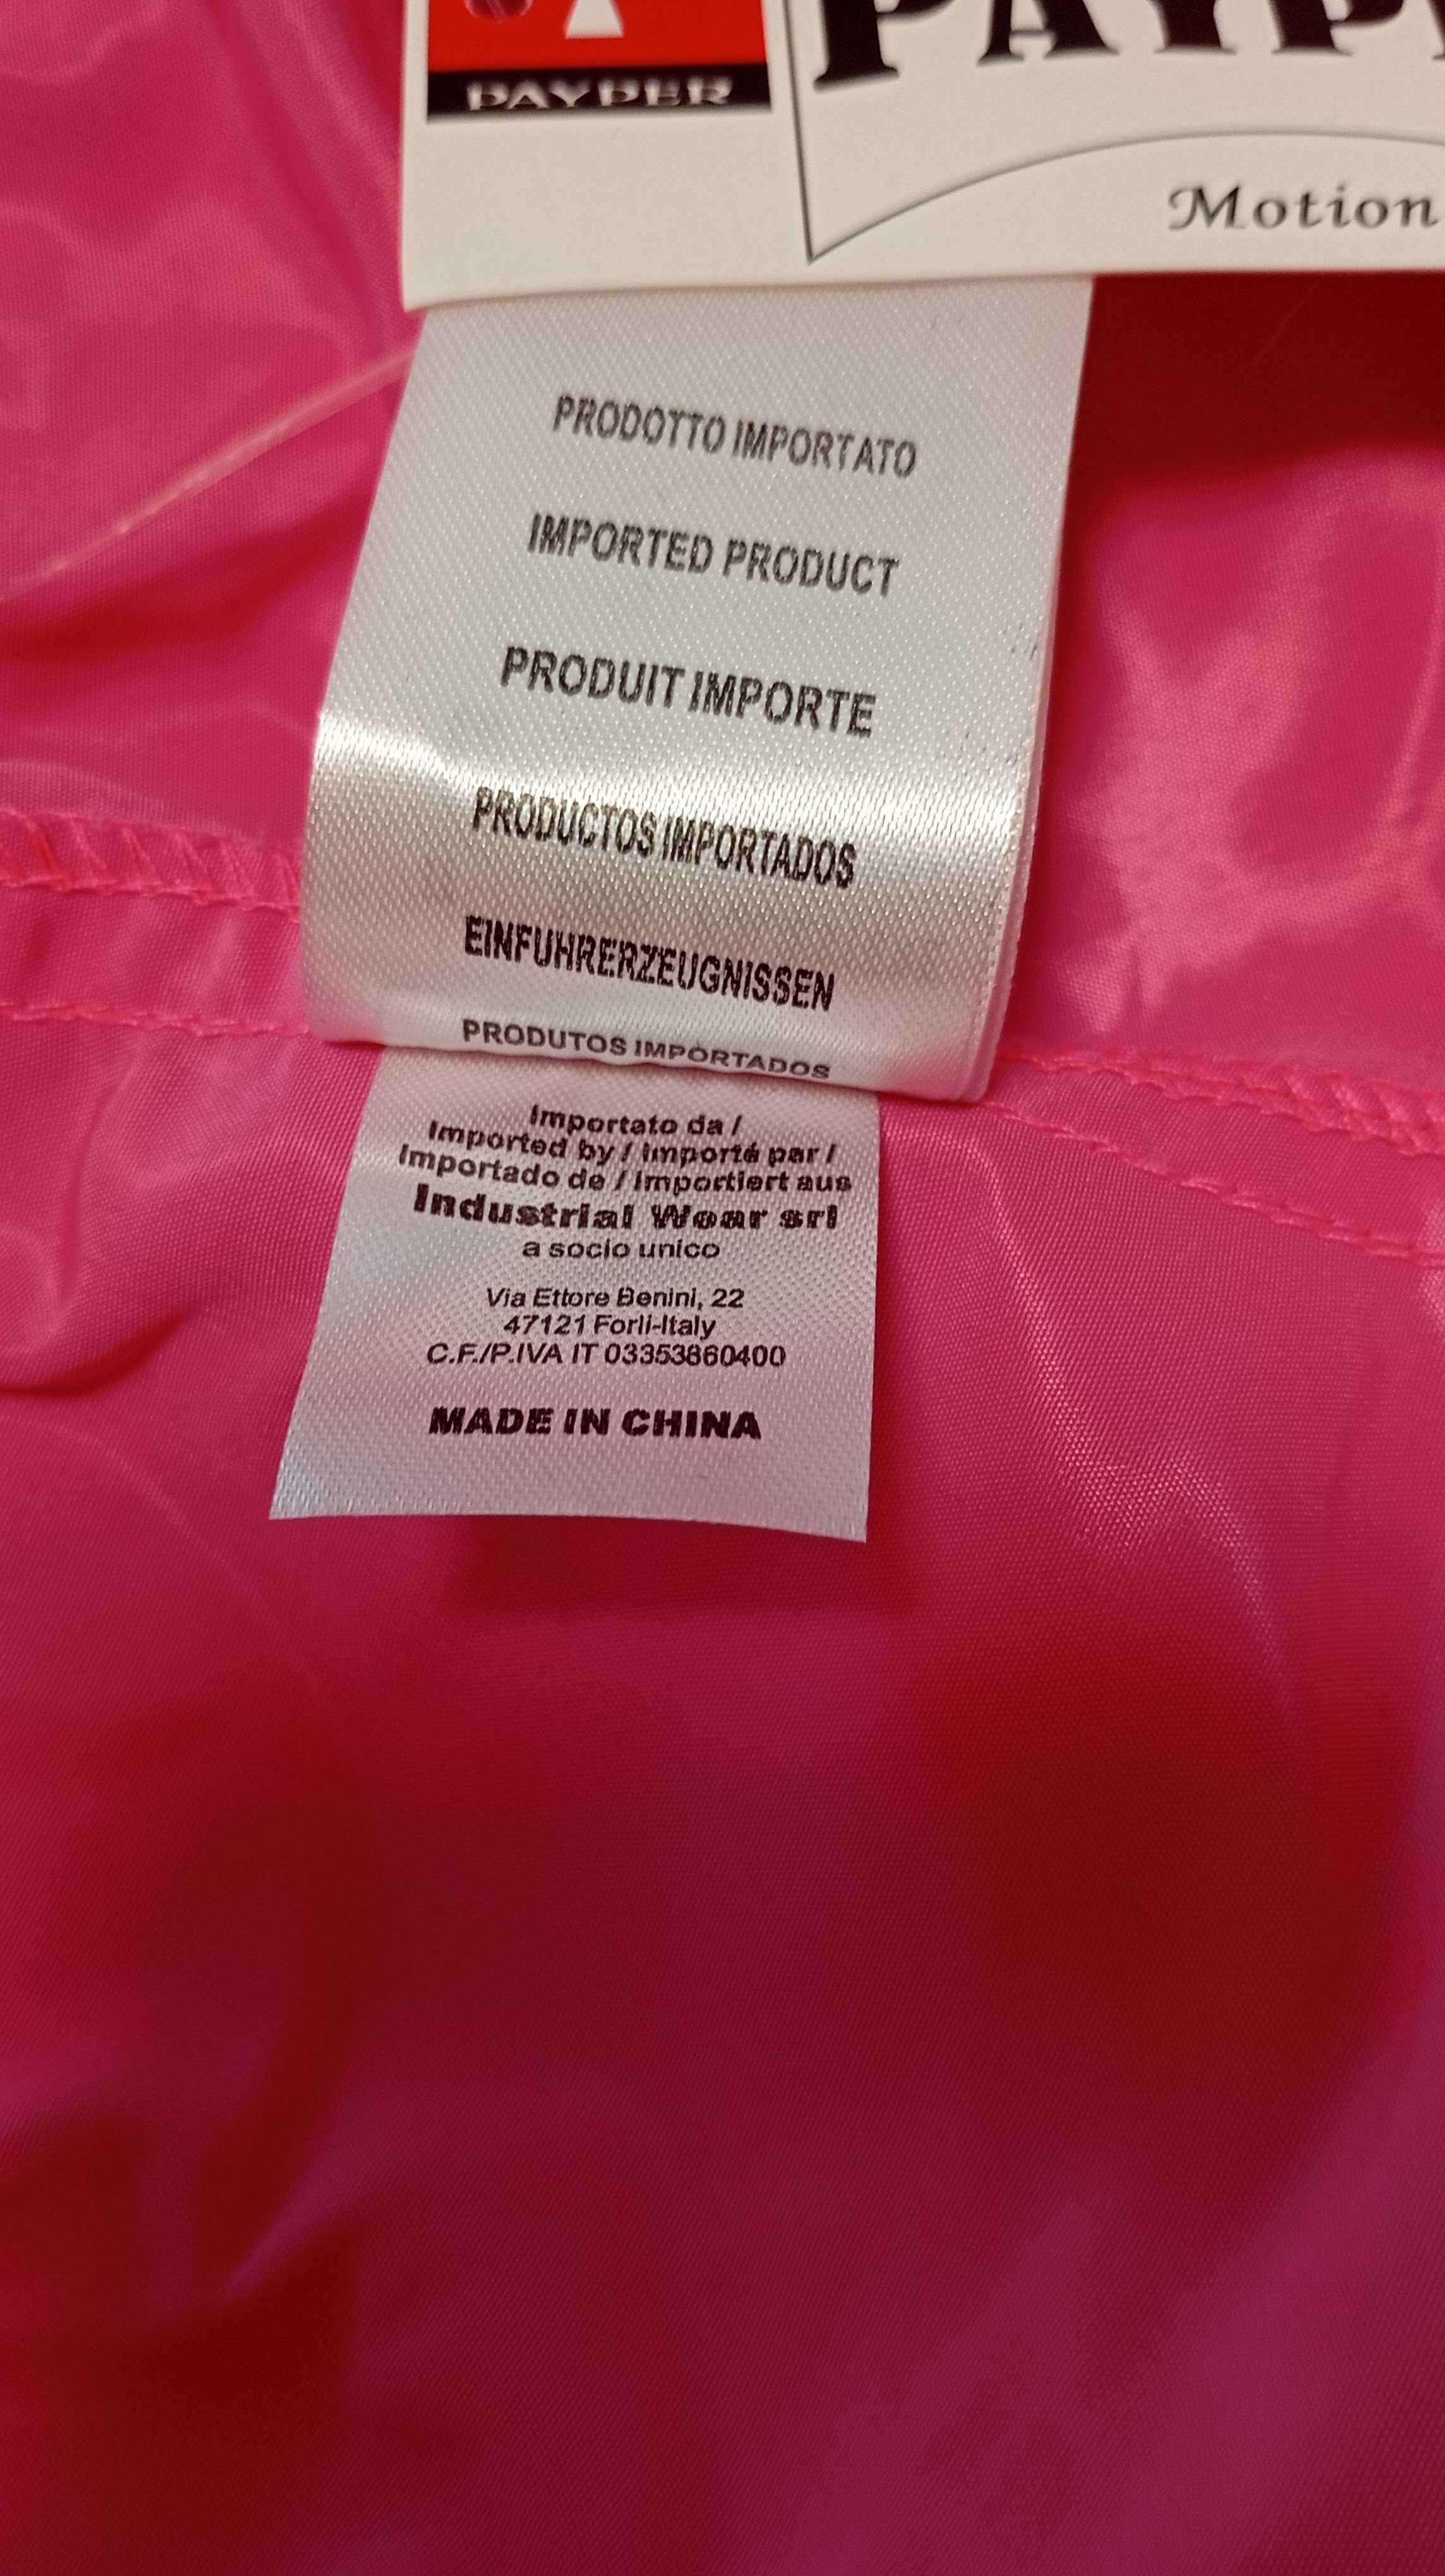 PAYPER
PAYP
Motion
PRODOTTO IMPORTATO
IMPORTED PRODUCT
PRODUIT IMPORTE
PRODUCTOS IMPORTADOS
EINFUHRERZEUGNISSEN
PRODUTOS IMPORTADOS
Importato da /
Imported by / Importé par /
Importado de / Importiert aus
Industrial Wear srl
a socio unico
Via Ettore Benini, 22
47121 Forlì-Italy
C.F./P.IVA IT 03353860400
MADE IN CHINA